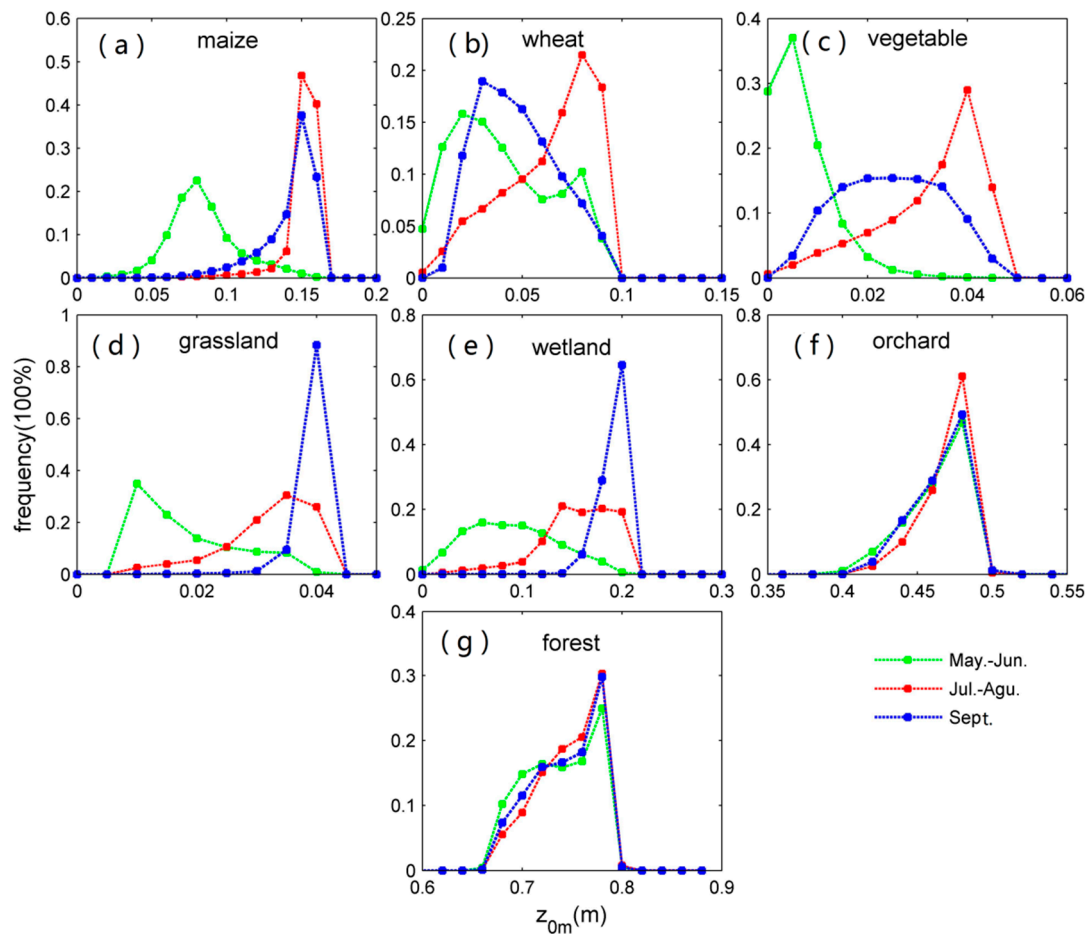 (a) maize
0.6
0.5
0.4
0.3
0.2
0.1
0
0 0.05 0.1 0.15 0.2
(b) wheat
0.25
0.2
0.15
0.1
0.05
0
0 0.05 0.1 0.15
(c) vegetable
0.4
0.3
0.2
0.1
0
0 0.02 0.04 0.06
frequency(100%)
(d) grassland
1
0.8
0.6
0.4
0.2
0
0 0.02 0.04
(e) wetland
0.8
0.6
0.4
0.2
0
0 0.1 0.2 0.3
(f) orchard
0.8
0.6
0.4
0.2
0
0.35 0.4 0.45 0.5 0.55
(g) forest
0.4
0.3
0.2
0.1
0
0.6 0.7 0.8 0.9
z0m(m)
May.-Jun.
Jul.-Agu.
Sept.